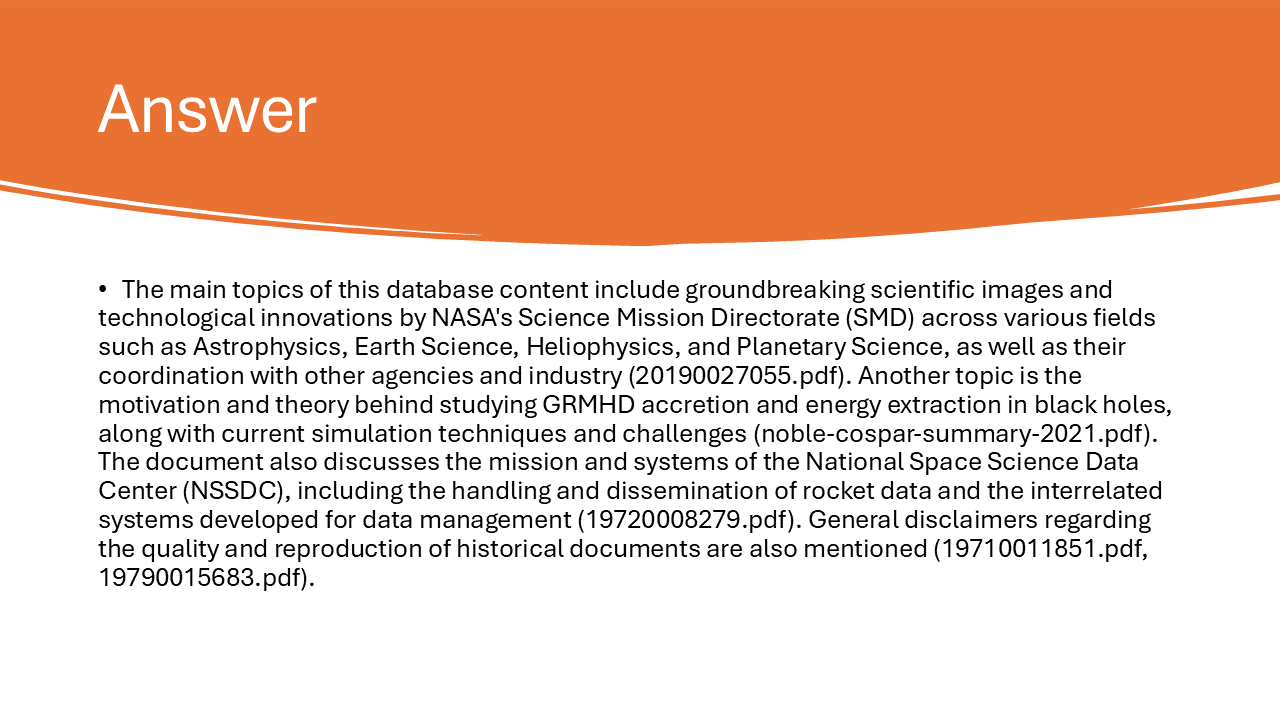 Answer
• The main topics of this database content include groundbreaking scientific images and
technological innovations by NASA's Science Mission Directorate (SMD) across various fields
such as Astrophysics, Earth Science, Heliophysics, and Planetary Science, as well as their
coordination with other agencies and industry (20190027055.pdf). Another topic is the
motivation and theory behind studying GRMHD accretion and energy extraction in black holes,
along with current simulation techniques and challenges (noble-cospar-summary-2021.pdf).
The document also discusses the mission and systems of the National Space Science Data
Center (NSSDC), including the handling and dissemination of rocket data and the interrelated
systems developed for data management (19720008279.pdf). General disclaimers regarding
the quality and reproduction of historical documents are also mentioned (19710011851.pdf,
19790015683.pdf).